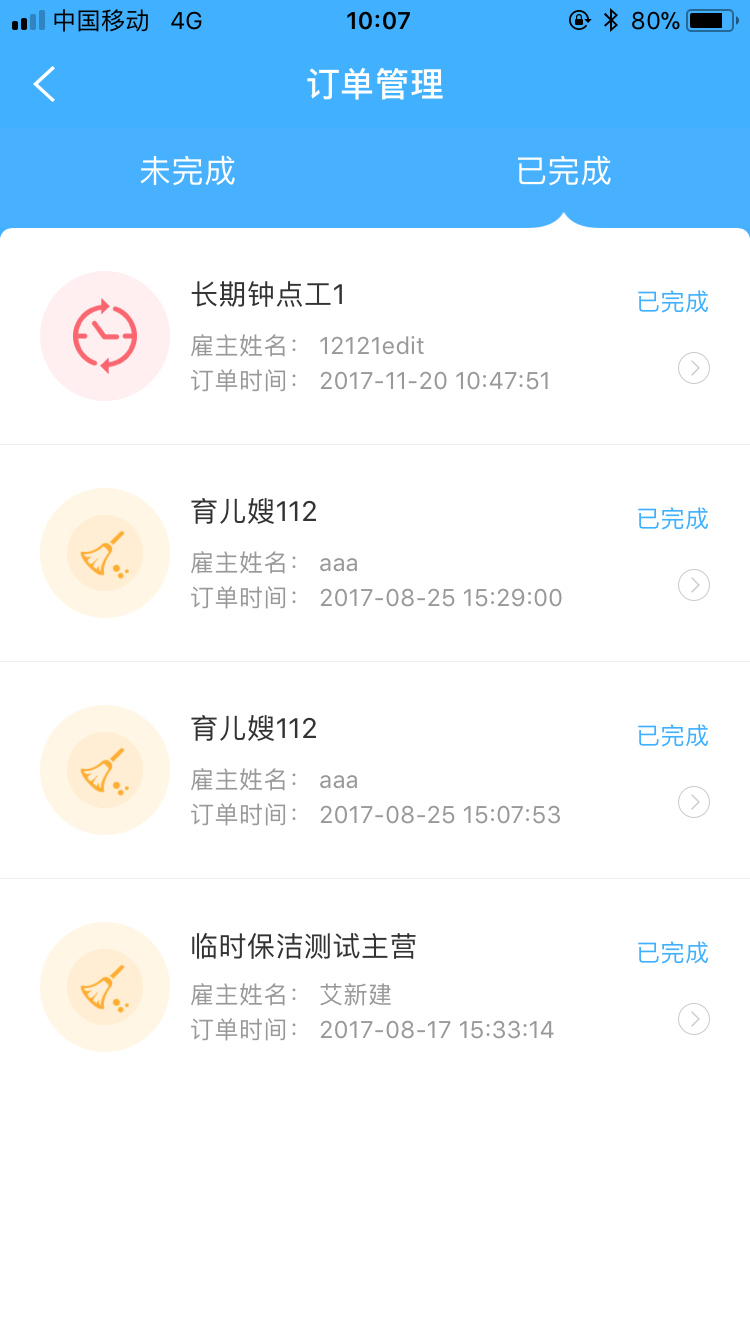 中国移动 4G 10:07 80%
订单管理
未完成 已完成
长期钟点工1
已完成
雇主姓名: 12121edit
订单时间: 2017-11-20 10:47:51
育儿嫂112
已完成
雇主姓名: aaa
订单时间: 2017-08-25 15:29:00
育儿嫂112
已完成
雇主姓名: aaa
订单时间: 2017-08-25 15:07:53
临时保洁测试主营
已完成
雇主姓名: 艾新建
订单时间: 2017-08-17 15:33:14